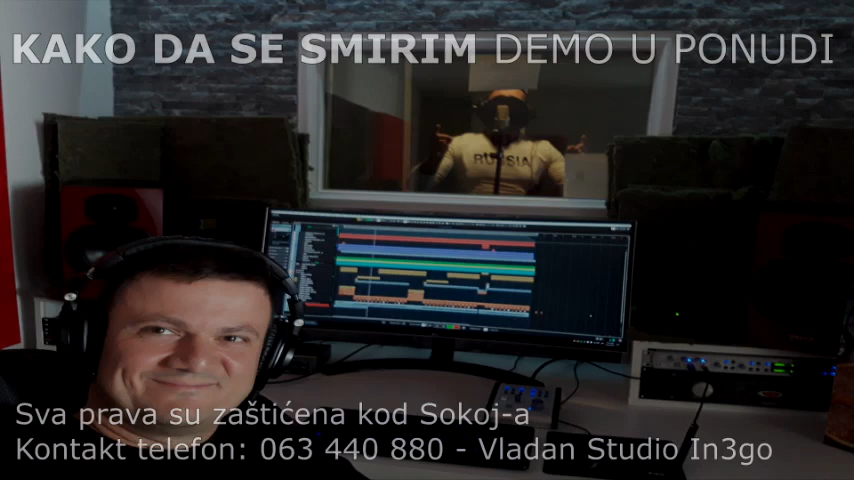 KAKO DA SE SMIRIM DEMO U PONUDI
RUSSIA
Sva prava su zaštićena kod Sokoj-a
Kontakt telefon: 063 440 880 - Vladan Studio In3go